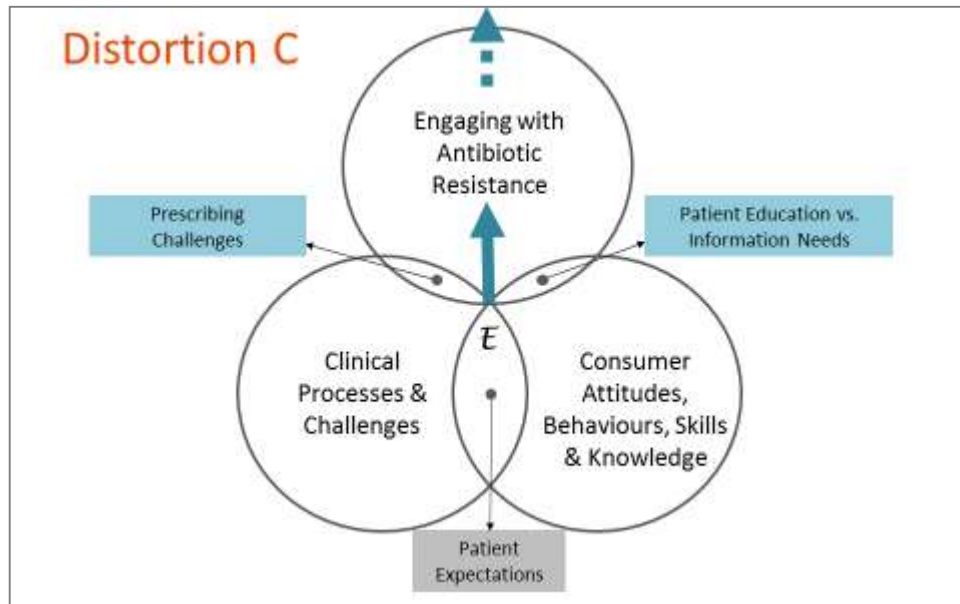 Distortion C
Engaging with
Antibiotic
Resistance
Prescribing
Challenges
Patient Education vs.
Information Needs
E
Clinical
Processes &
Challenges
Consumer
Attitudes,
Behaviours, Skills
& Knowledge
Patient
Expectations